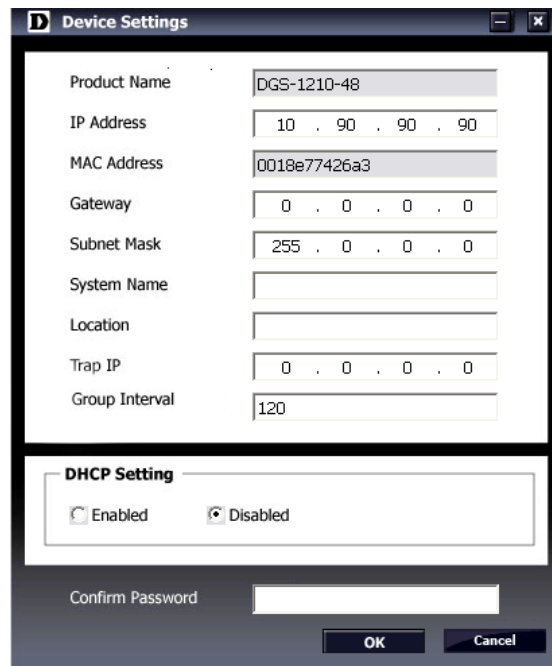 D Device Settings
Product Name DGS-1210-48
IP Address 10 . 90 . 90 . 90
MAC Address 0018e77426a3
Gateway 0 . 0 . 0 . 0
Subnet Mask 255 . 0 . 0 . 0
System Name
Location
Trap IP 0 . 0 . 0 . 0
Group Interval 120
DHCP Setting
Enabled Disabled
Confirm Password
OK Cancel